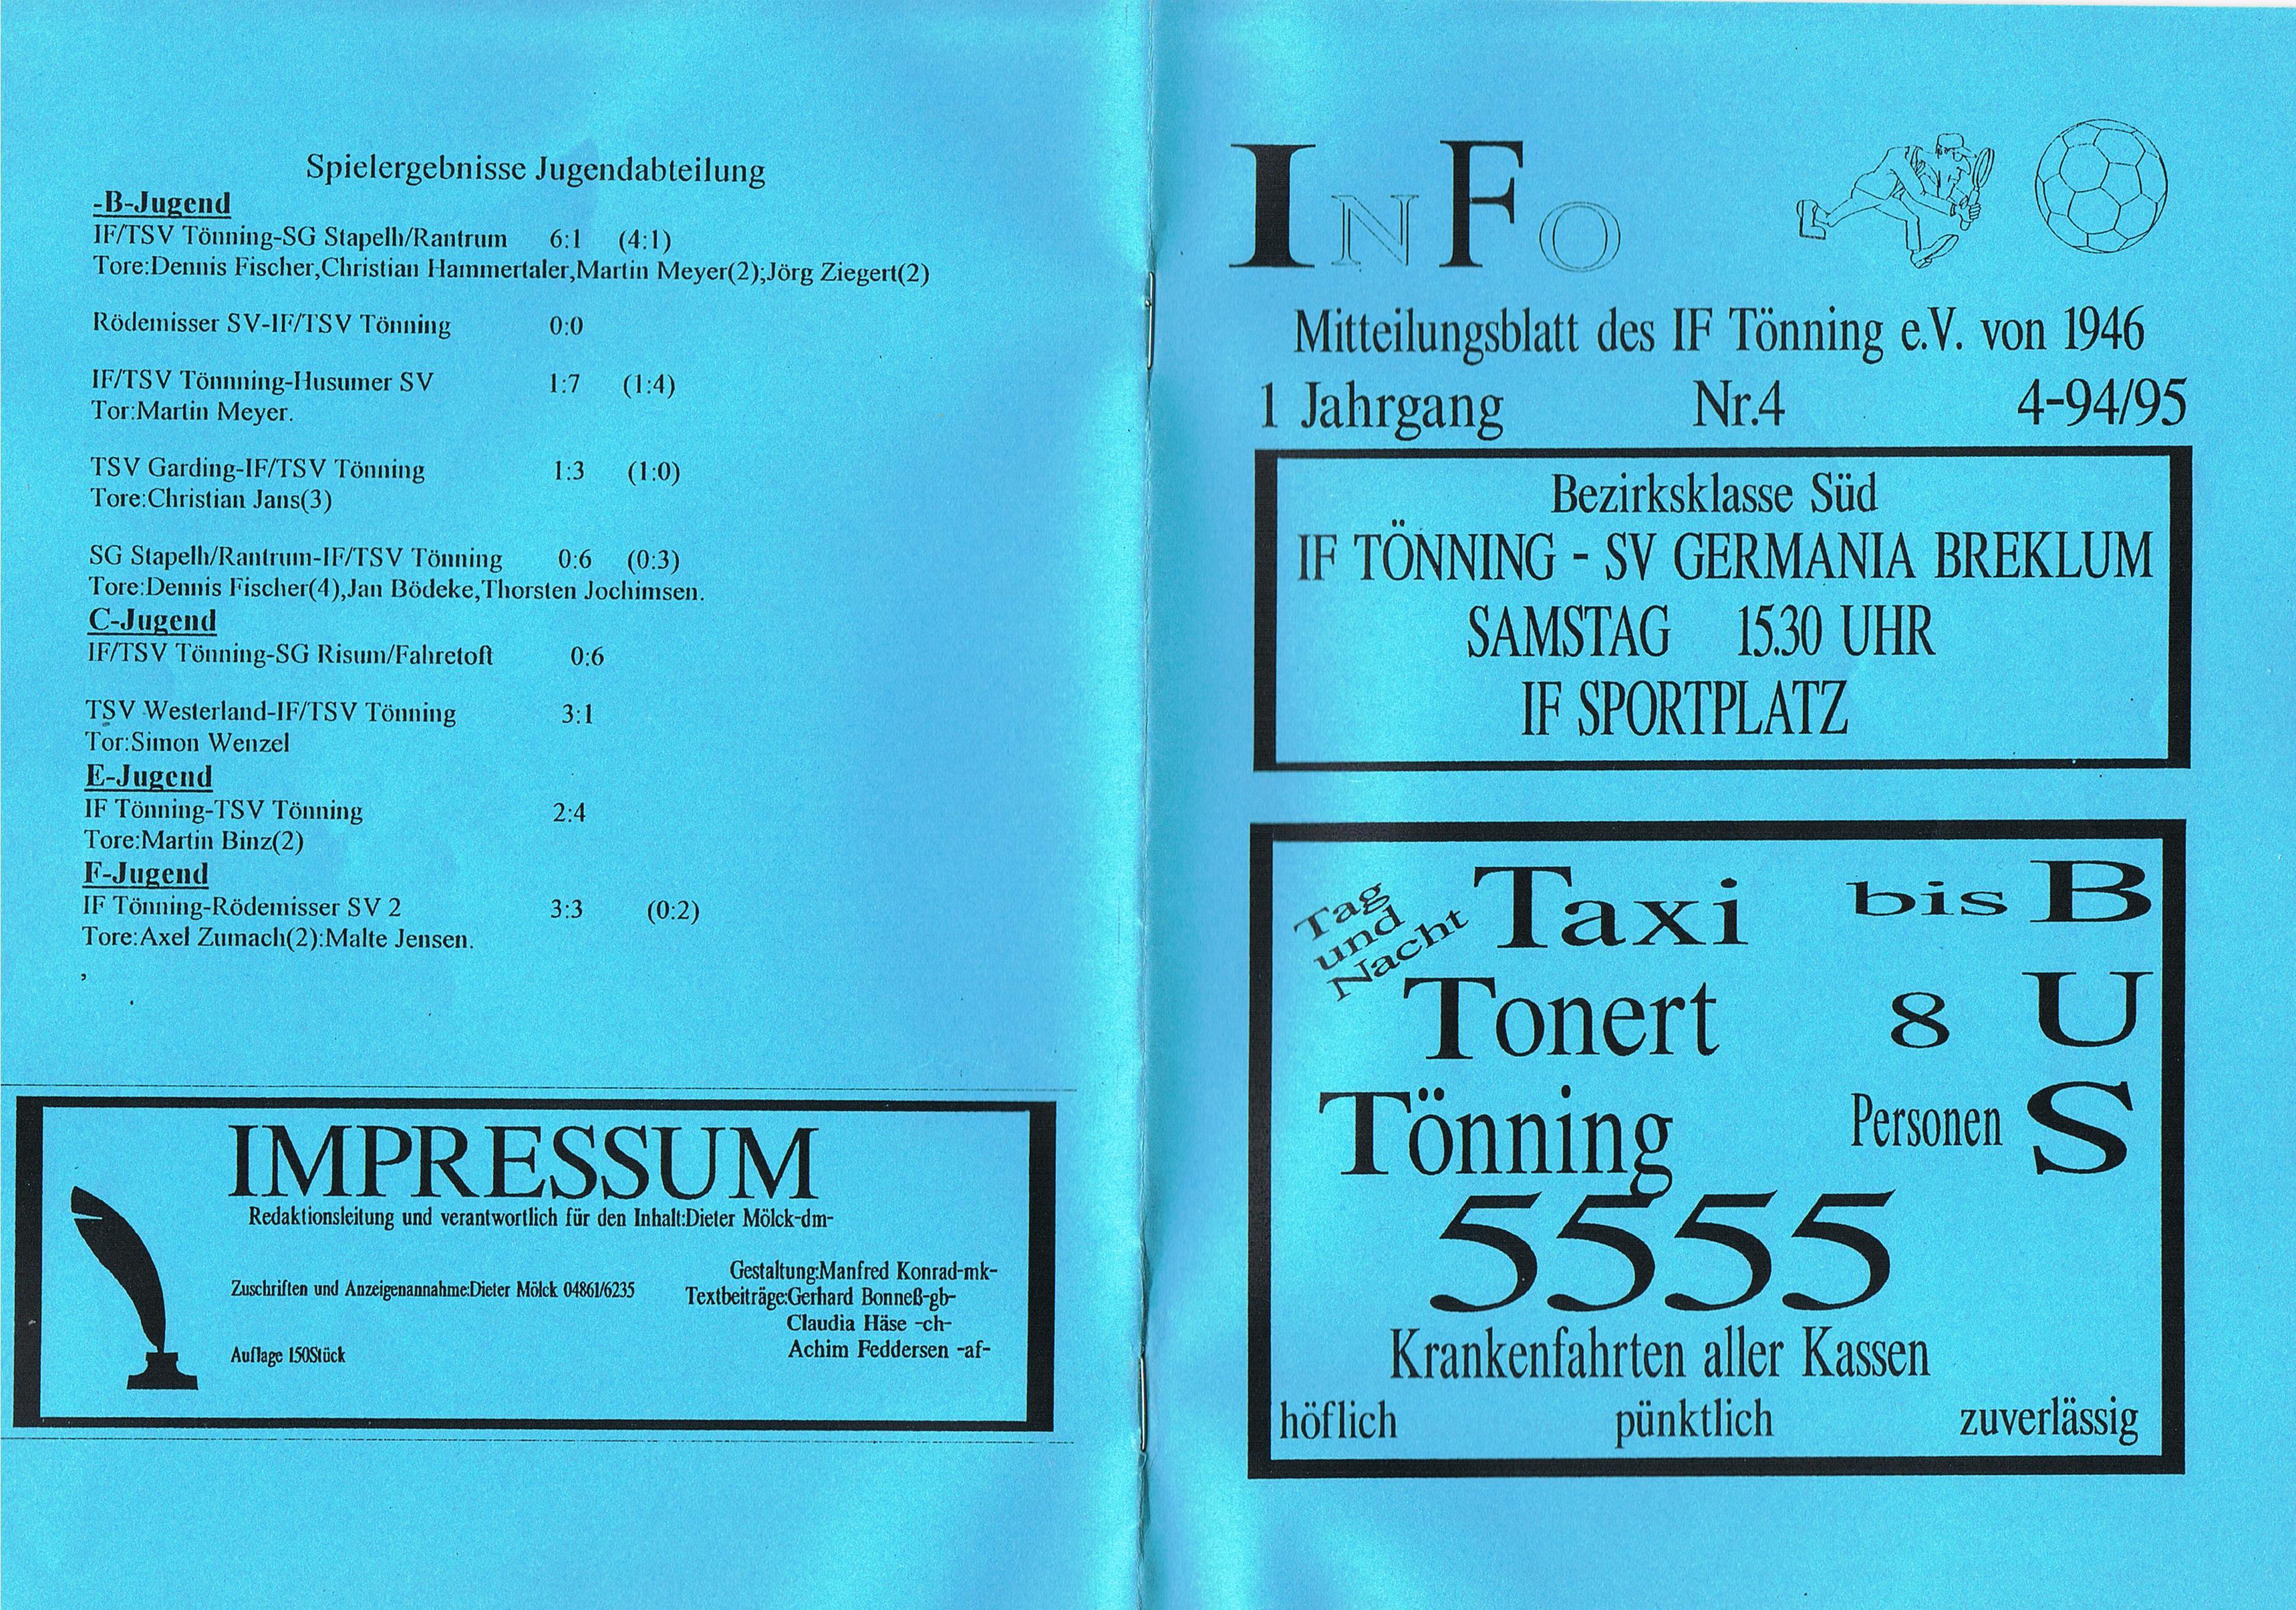 Spielergebnisse Jugendabteilung
-B-Jugend
IF/TSV Tönning-SG Stapelh/Rantrum 6:1 (4:1)
Tore:Dennis Fischer,Christian Hammertaler,Martin Meyer(2);Jörg Ziegert(2)
Rödemisser SV-IF/TSV Tönning 0:0
IF/TSV Tönnning-Husumer SV 1:7 (1:4)
Tor:Martin Meyer.
TSV Garding-IF/TSV Tönning 1:3 (1:0)
Tore:Christian Jans(3)
SG Stapelh/Rantrum-IF/TSV Tönning 0:6 (0:3)
Tore:Dennis Fischer(4),Jan Bödeke,Thorsten Jochimsen.
C-Jugend
IF/TSV Tönning-SG Risum/Fahretoft 0:6
TSV Westerland-IF/TSV Tönning 3:1
Tor:Simon Wenzel
E-Jugend
IF Tönning-TSV Tönning 2:4
Tore:Martin Binz(2)
F-Jugend
IF Tönning-Rödemisser SV 2 3:3 (0:2)
Tore:Axel Zumach(2):Malte Jensen.
,
IMPRESSUM
Redaktionsleitung und verantwortlich für den Inhalt:Dieter Mölck-dm-
Gestaltung:Manfred Konrad-mk-
Zuschriften und Anzeigenannahme:Dieter Mölck 04861/6235
Textbeiträge:Gerhard Bonneß-gb-
Claudia Häse -ch-
Achim Feddersen -af-
Auflage 150Stück
INFO
Mitteilungsblatt des IF Tönning e.V. von 1946
1 Jahrgang Nr.4 4-94/95
Bezirksklasse Süd
IF TÖNNING - SV GERMANIA BREKLUM
SAMSTAG 15.30 UHR
IF SPORTPLATZ
Tag
und
Nacht
Taxi
Tonert
Tönning
bis
8
Personen
BUS
5555
Krankenfahrten aller Kassen
höflich pünktlich zuverlässig